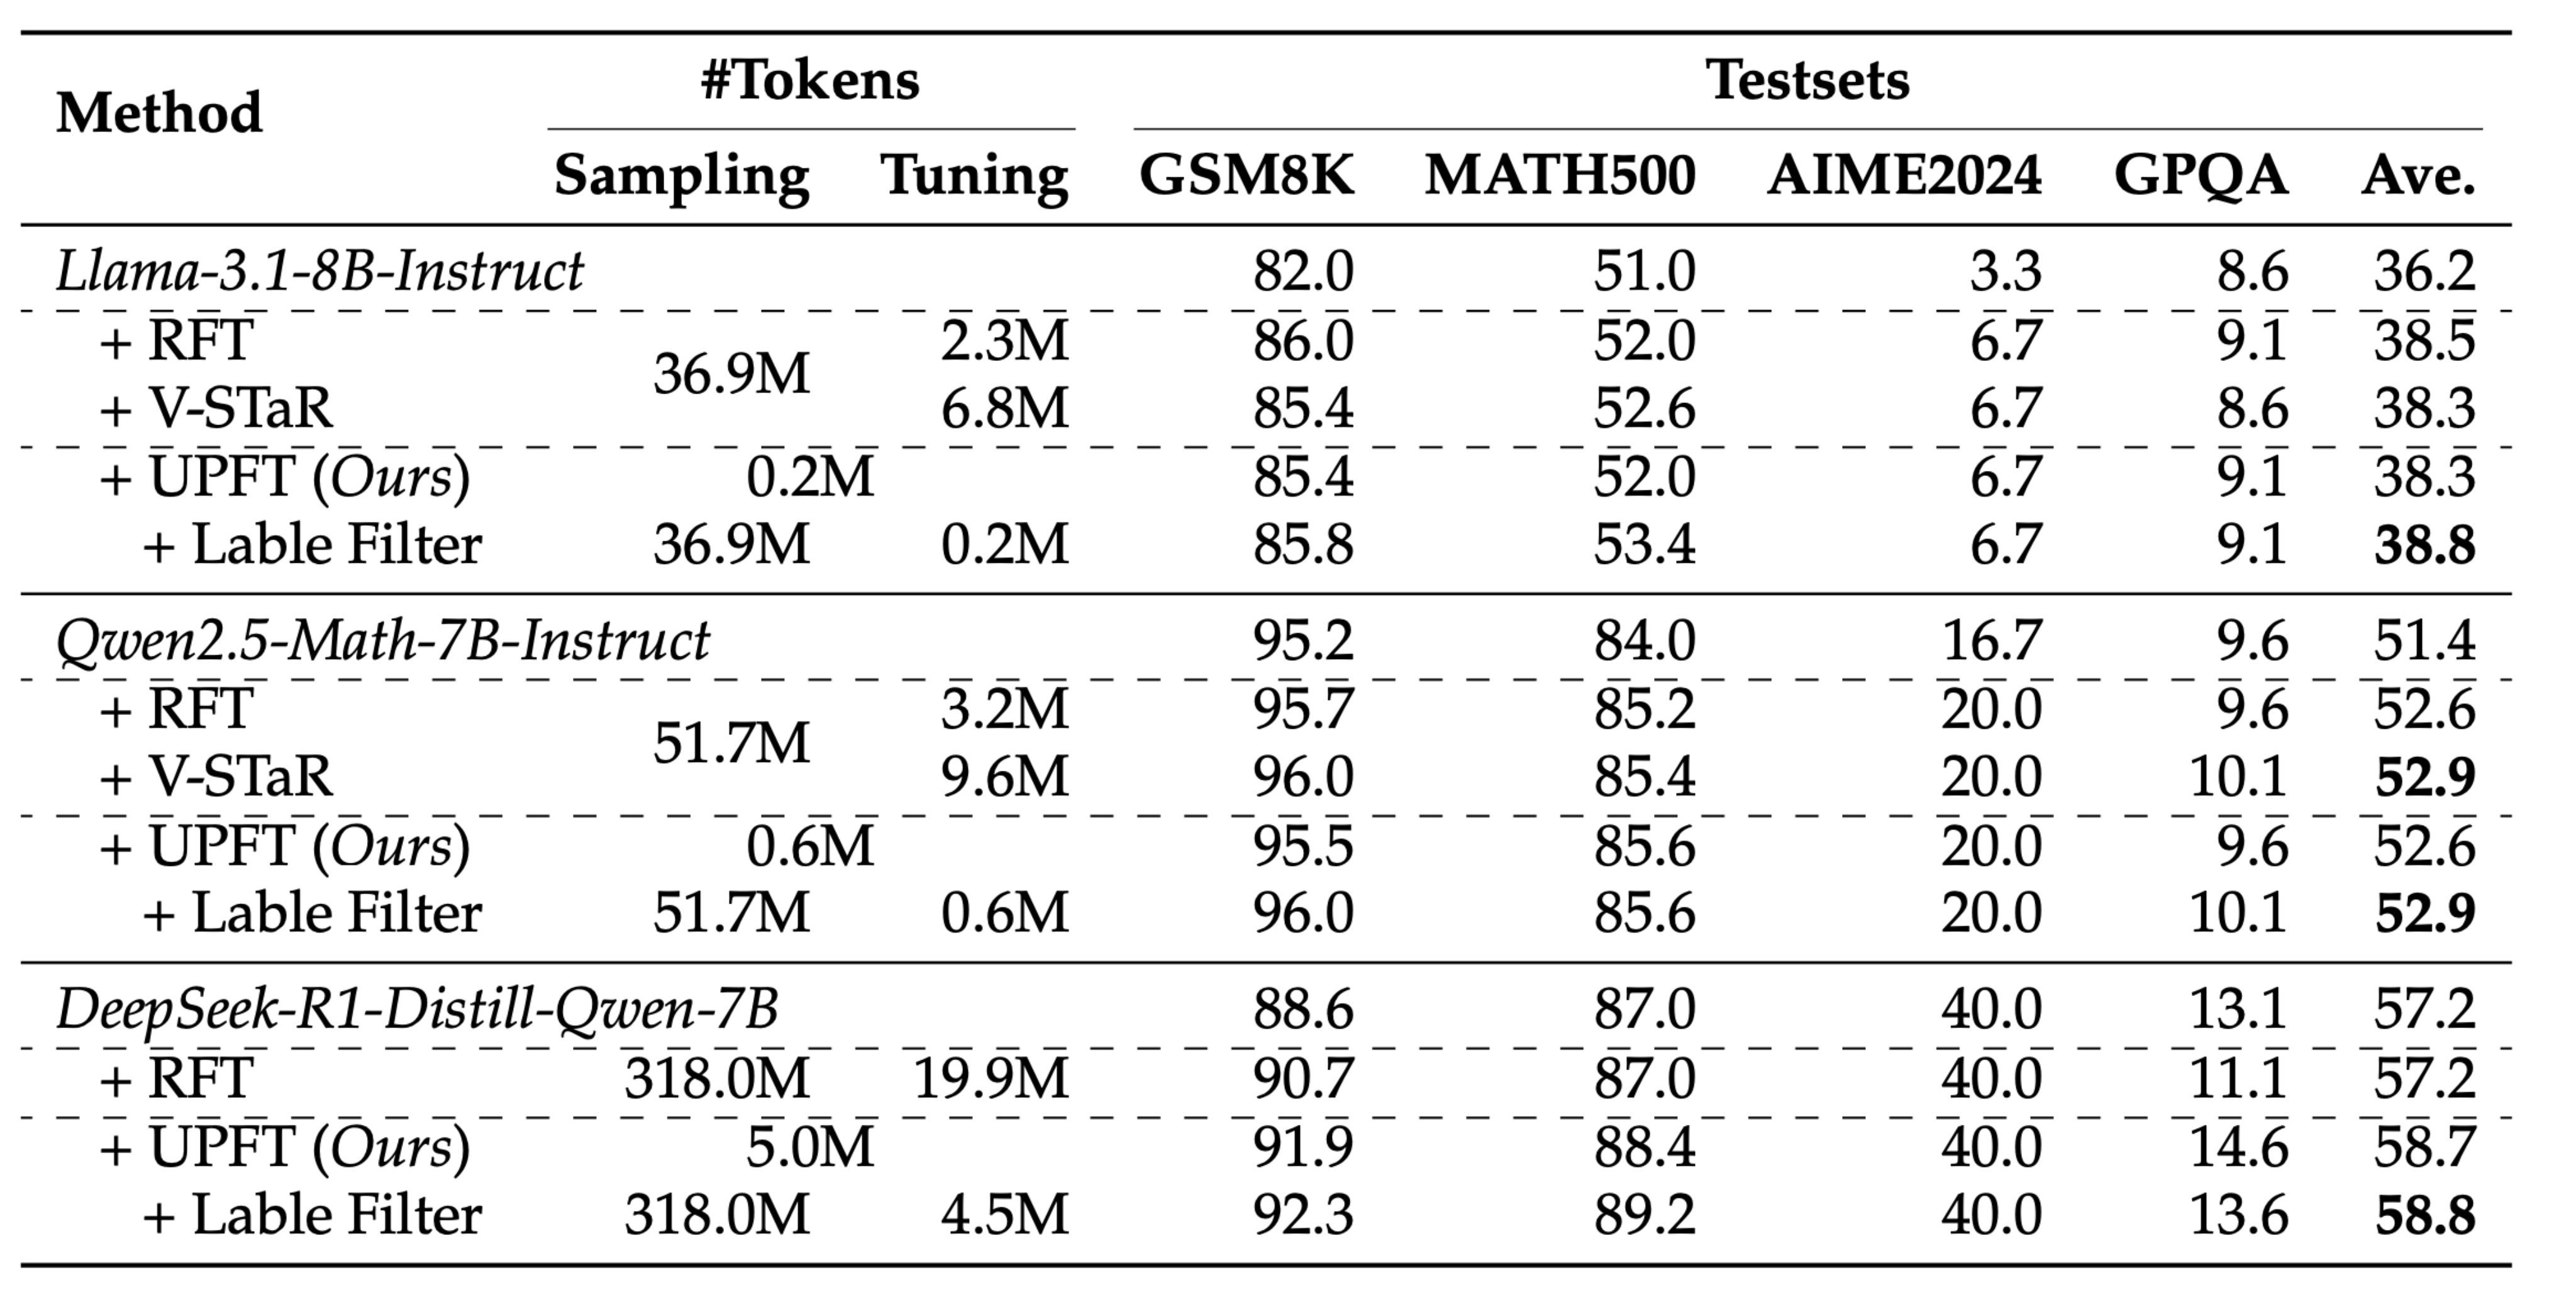 #Tokens Testsets
Method
Sampling Tuning GSM8K MATH500 AIME2024 GPQA Ave.
Llama-3.1-8B-Instruct 82.0 51.0 3.3 8.6 36.2
+ RFT 2.3M 86.0 52.0 6.7 9.1 38.5
36.9M
+ V-STaR 6.8M 85.4 52.6 6.7 8.6 38.3
+ UPFT (Ours) 0.2M 85.4 52.0 6.7 9.1 38.3
+ Lable Filter 36.9M 0.2M 85.8 53.4 6.7 9.1 38.8
Qwen2.5-Math-7B-Instruct 95.2 84.0 16.7 9.6 51.4
+ RFT 3.2M 95.7 85.2 20.0 9.6 52.6
51.7M
+ V-STaR 9.6M 96.0 85.4 20.0 10.1 52.9
+ UPFT (Ours) 0.6M 95.5 85.6 20.0 9.6 52.6
+ Lable Filter 51.7M 0.6M 96.0 85.6 20.0 10.1 52.9
DeepSeek-R1-Distill-Qwen-7B 88.6 87.0 40.0 13.1 57.2
+ RFT 318.0M 19.9M 90.7 87.0 40.0 11.1 57.2
+ UPFT (Ours) 5.0M 91.9 88.4 40.0 14.6 58.7
+ Lable Filter 318.0M 4.5M 92.3 89.2 40.0 13.6 58.8